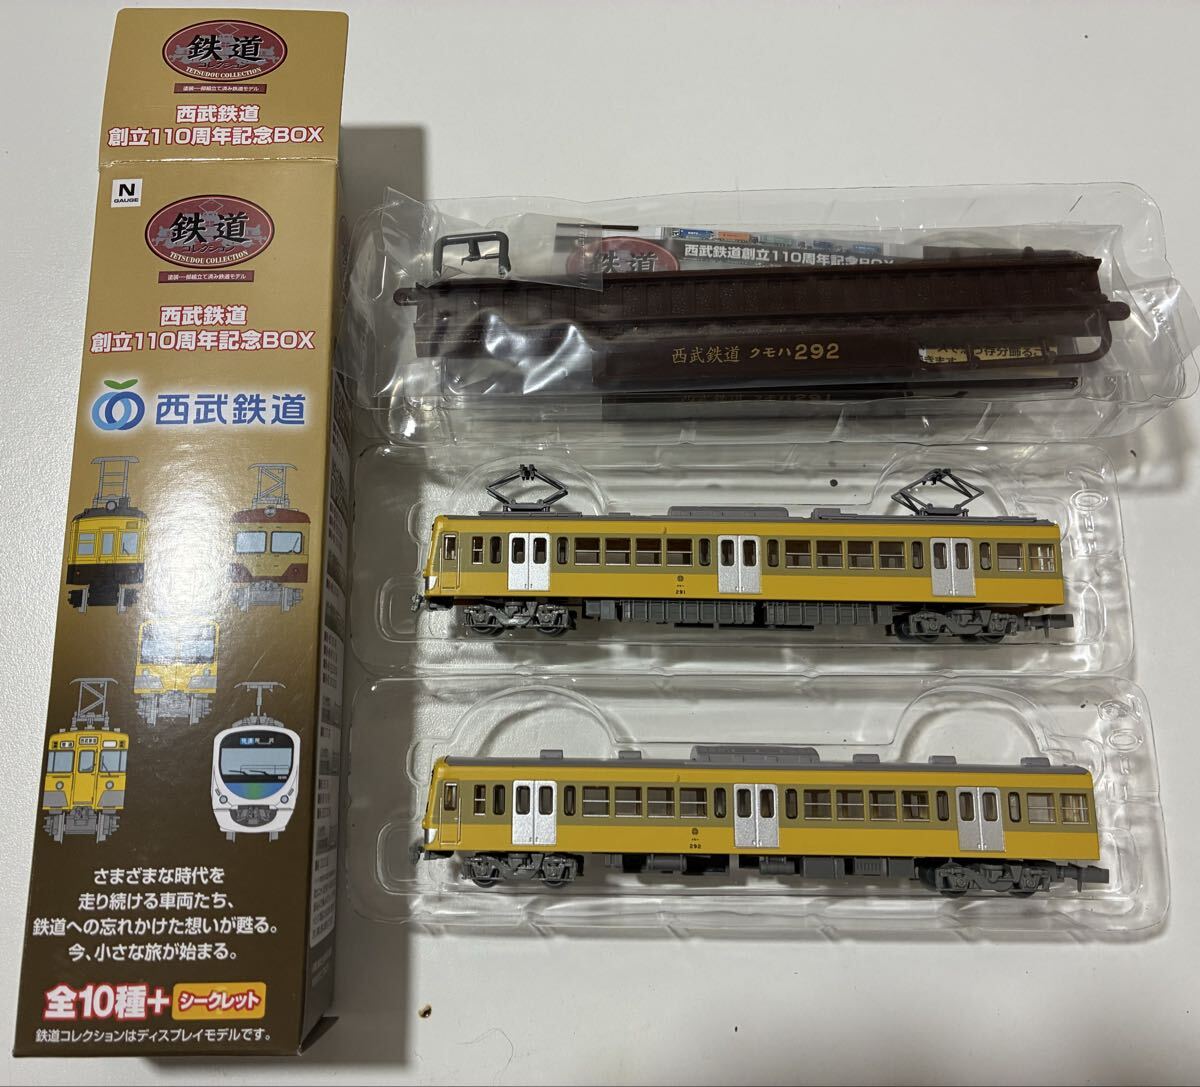 鉄道
コレクション
TETSUDOU COLLECTION
塗装一部組立て済み鉄道モデル
西武鉄道
創立110周年記念BOX
N
GAUGE
鉄道
コレクション
TETSUDOU COLLECTION
塗装一部組立て済み鉄道モデル
西武鉄道
創立110周年記念BOX
西武鉄道
さまざまな時代を
走り続ける車両たち、
鉄道への忘れかけた想いが甦る。
今、小さな旅が始まる。
全10種+シークレット
鉄道コレクションはディスプレイモデルです。
鉄道
西武鉄道創立110周年記念BOX
西武鉄道 クモハ292
291
292